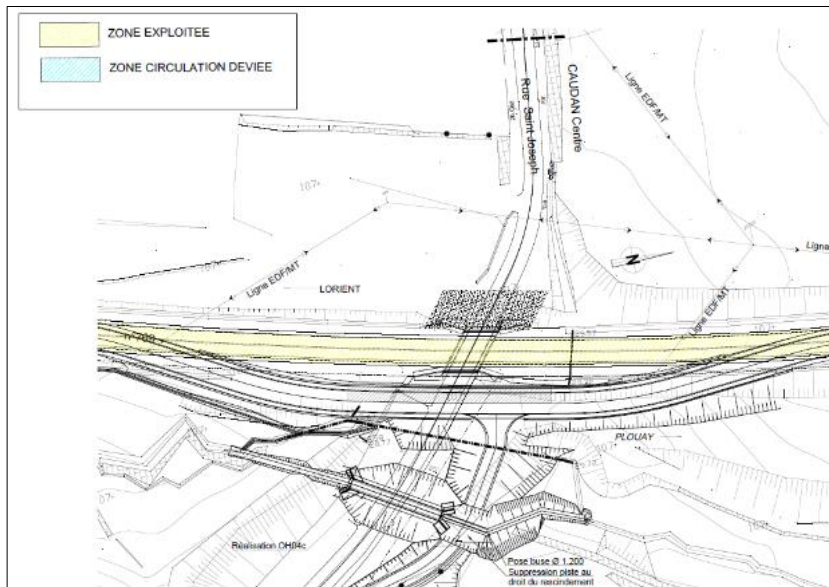 ZONE EXPLOITEE
ZONE CIRCULATION DEVIEE
Rue Saint Joseph
CAUDAN Centre
Ligne EDF/MT
Ligne
N
Ligne EDF/MT
LORIENT
Ligne EDF/MT
PLOUAY
Réalisation OH04c
Pose buse Ø 1.200
Suppression piste au
droit du raccordement